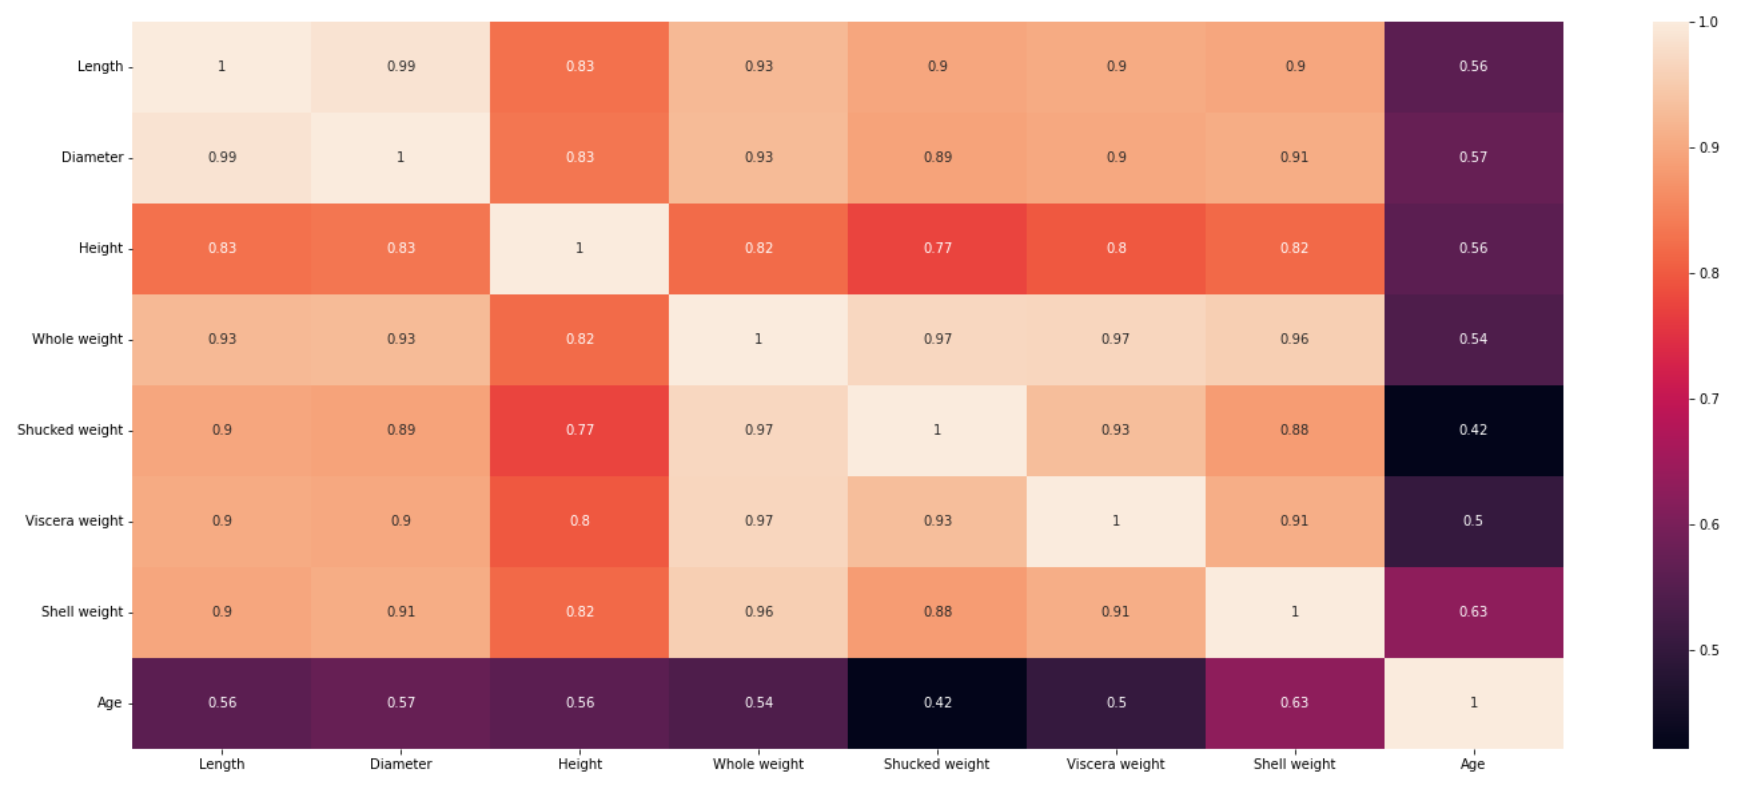 Length 1 0.99 0.83 0.93 0.9 0.9 0.9 0.56
Diameter 0.99 1 0.83 0.93 0.89 0.9 0.91 0.57
Height 0.83 0.83 1 0.82 0.77 0.8 0.82 0.56
Whole weight 0.93 0.93 0.82 1 0.97 0.97 0.96 0.54
Shucked weight 0.9 0.89 0.77 0.97 1 0.93 0.88 0.42
Viscera weight 0.9 0.9 0.8 0.97 0.93 1 0.91 0.5
Shell weight 0.9 0.91 0.82 0.96 0.88 0.91 1 0.63
Age 0.56 0.57 0.56 0.54 0.42 0.5 0.63 1
Length Diameter Height Whole weight Shucked weight Viscera weight Shell weight Age
1.0
0.9
0.8
0.7
0.6
0.5